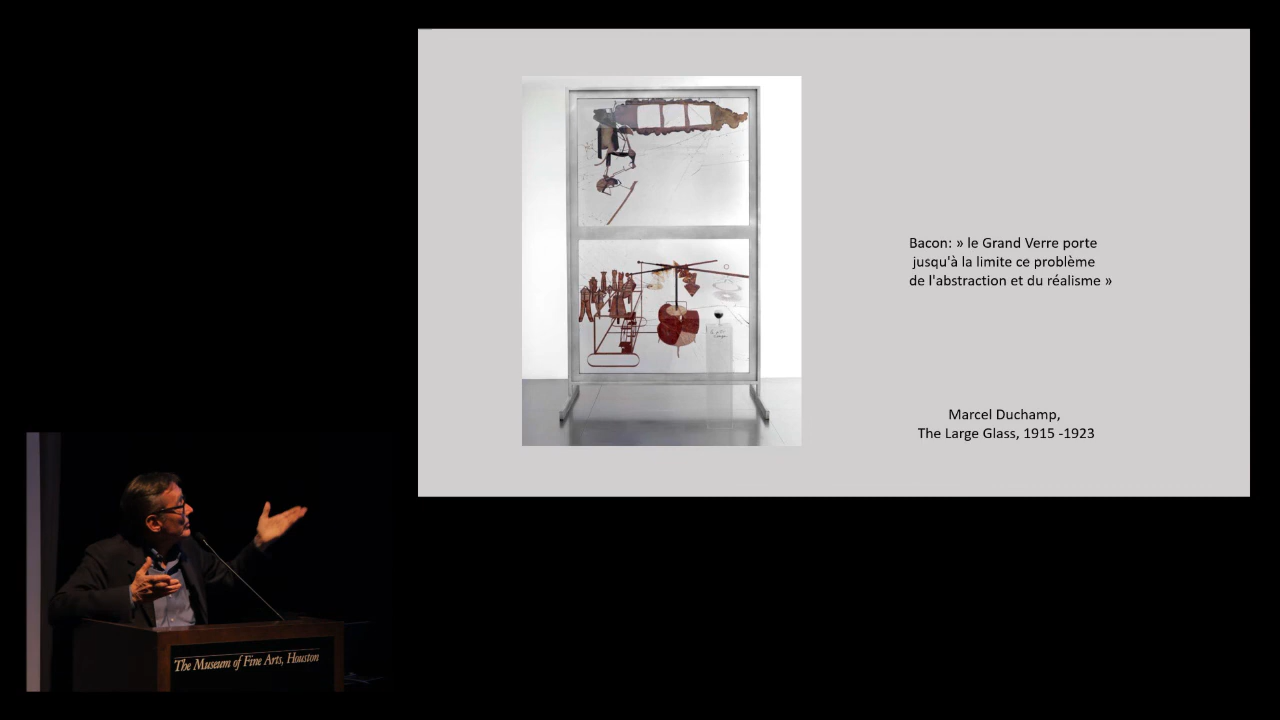 Bacon: » le Grand Verre porte
jusqu'à la limite ce problème
de l'abstraction et du réalisme »
Marcel Duchamp,
The Large Glass, 1915 -1923
The Museum of Fine Arts, Houston